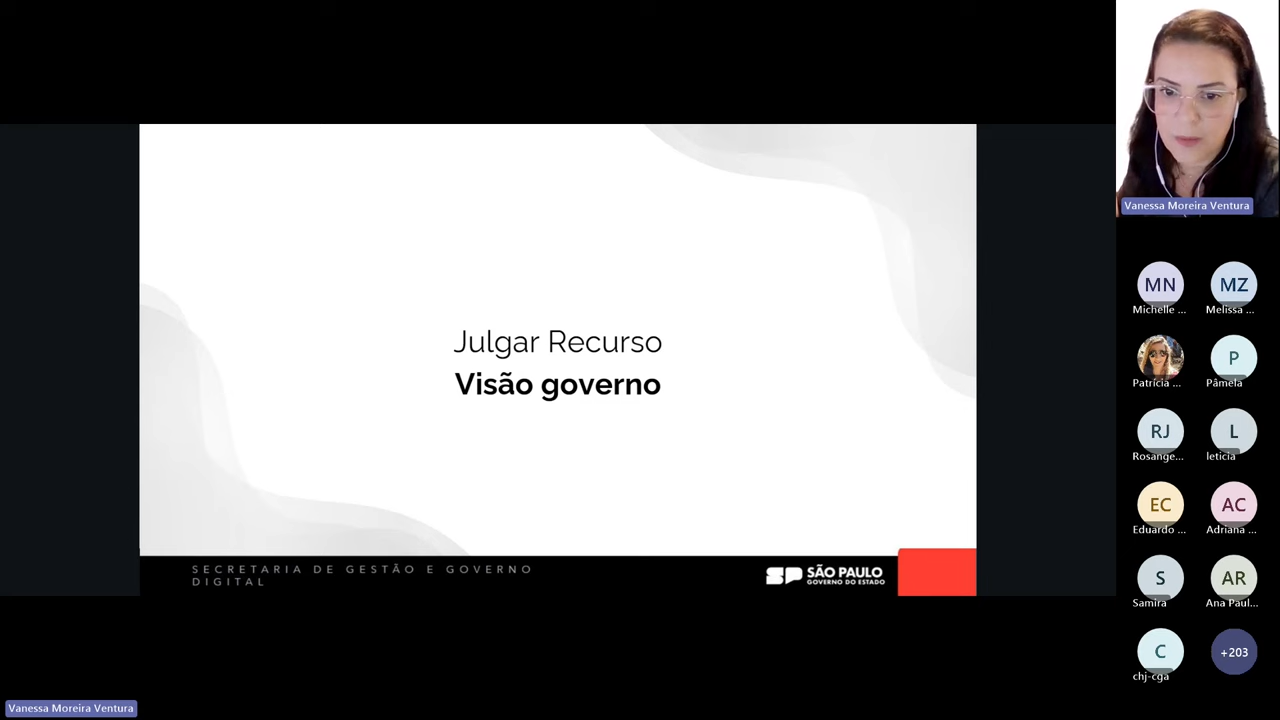 Julgar Recurso
Visão governo
SECRETARIA DE GESTÃO E GOVERNO
DIGITAL
SP SÃO PAULO
GOVERNO DO ESTADO
Vanessa Moreira Ventura
MN
Michelle ...
MZ
Melissa ...
Patrícia ...
P
Pâmela
RJ
Rosange...
L
leticia
EC
Eduardo ...
AC
Adriana ...
S
Samira
AR
Ana Paul...
C
chj-cga
+203
Vanessa Moreira Ventura